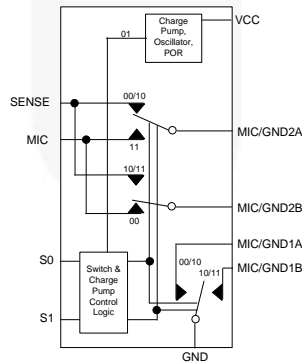 Charge
Pump,
Oscillator,
POR
VCC
01
SENSE
00/10
MIC
11
MIC/GND2A
10/11
00
MIC/GND2B
MIC/GND1A
S0
00/10
10/11
MIC/GND1B
Switch &
Charge
Pump
Control
Logic
S1
GND